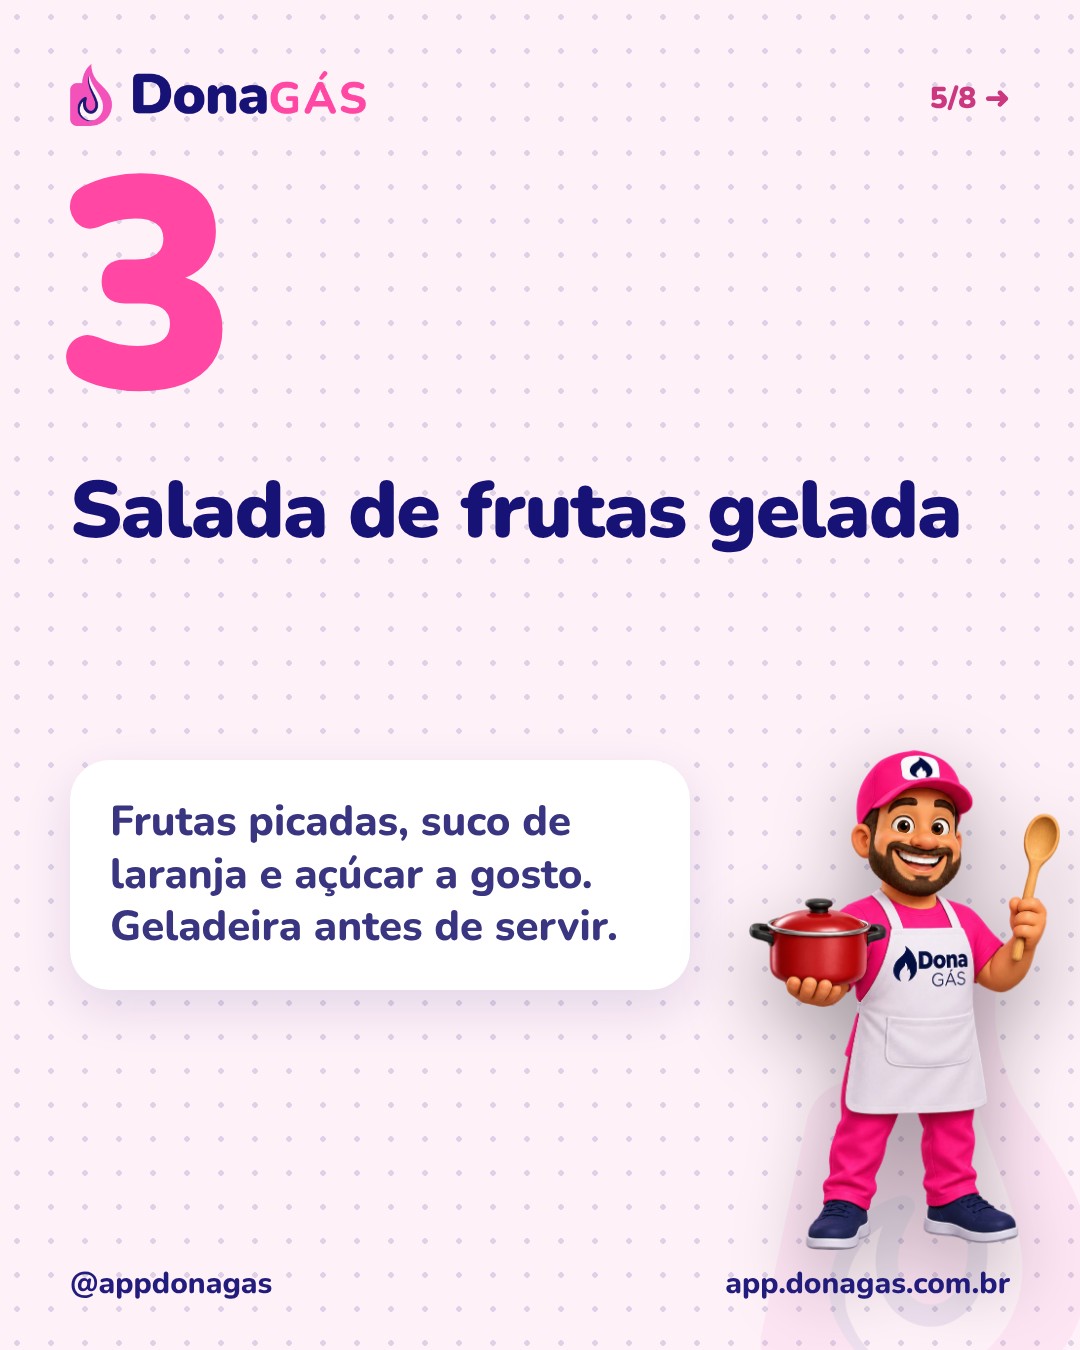 DonaGÁS
5/8 →
3
Salada de frutas gelada
Frutas picadas, suco de
laranja e açúcar a gosto.
Geladeira antes de servir.
Dona
GÁS
@appdonagas
app.donagas.com.br